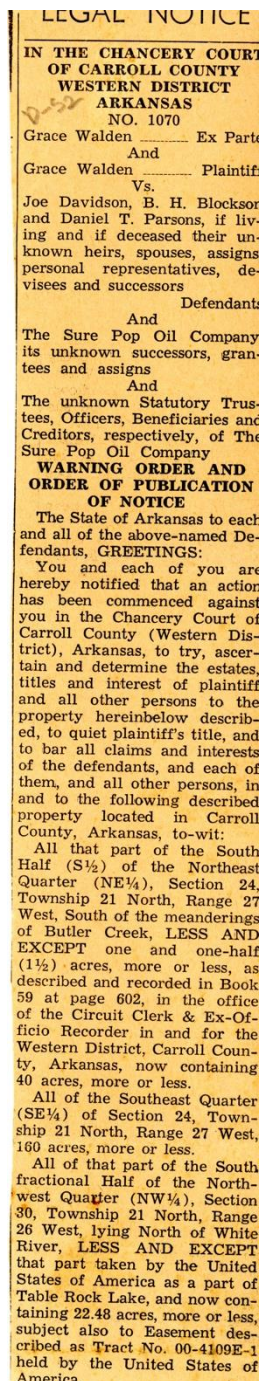 LEGAL NOTICE
IN THE CHANCERY COURT
OF CARROLL COUNTY
WESTERN DISTRICT
ARKANSAS
NO. 1070
D-52
Grace Walden ........ Ex Parte
And
Grace Walden ........ Plaintiff
Vs.
Joe Davidson, B. H. Blockson
and Daniel T. Parsons, if liv-
ing and if deceased their un-
known heirs, spouses, assigns
personal representatives, de-
visees and successors
Defendants
And
The Sure Pop Oil Company
its unknown successors, gran-
tees and assigns
And
The unknown Statutory Trus-
tees, Officers, Beneficiaries and
Creditors, respectively, of The
Sure Pop Oil Company
WARNING ORDER AND
ORDER OF PUBLICATION
OF NOTICE
The State of Arkansas to each
and all of the above-named De-
fendants, GREETINGS:
You and each of you are
hereby notified that an action
has been commenced against
you in the Chancery Court of
Carroll County (Western Dis-
trict), Arkansas, to try, ascer-
tain and determine the estates,
titles and interest of plaintiff
and all other persons to the
property hereinbelow describ-
ed, to quiet plaintiff's title, and
to bar all claims and interests
of the defendants, and each of
them, and all other persons, in
and to the following described
property located in Carroll
County, Arkansas, to-wit:
All that part of the South
Half (S½) of the Northeast
Quarter (NE¼), Section 24,
Township 21 North, Range 27
West, South of the meanderings
of Butler Creek, LESS AND
EXCEPT one and one-half
(1½) acres, more or less, as
described and recorded in Book
59 at page 602, in the office
of the Circuit Clerk & Ex-Of-
ficio Recorder in and for the
Western District, Carroll Coun-
ty, Arkansas, now containing
40 acres, more or less.
All of the Southeast Quarter
(SE¼) of Section 24, Town-
ship 21 North, Range 27 West,
160 acres, more or less.
All of that part of the South
fractional Half of the North-
west Quarter (NW¼), Section
30, Township 21 North, Range
26 West, lying North of White
River, LESS AND EXCEPT
that part taken by the United
States of America as a part of
Table Rock Lake, and now con-
taining 22.48 acres, more or less,
subject also to Easement des-
cribed as Tract No. 00-4109E-1
held by the United States of
America